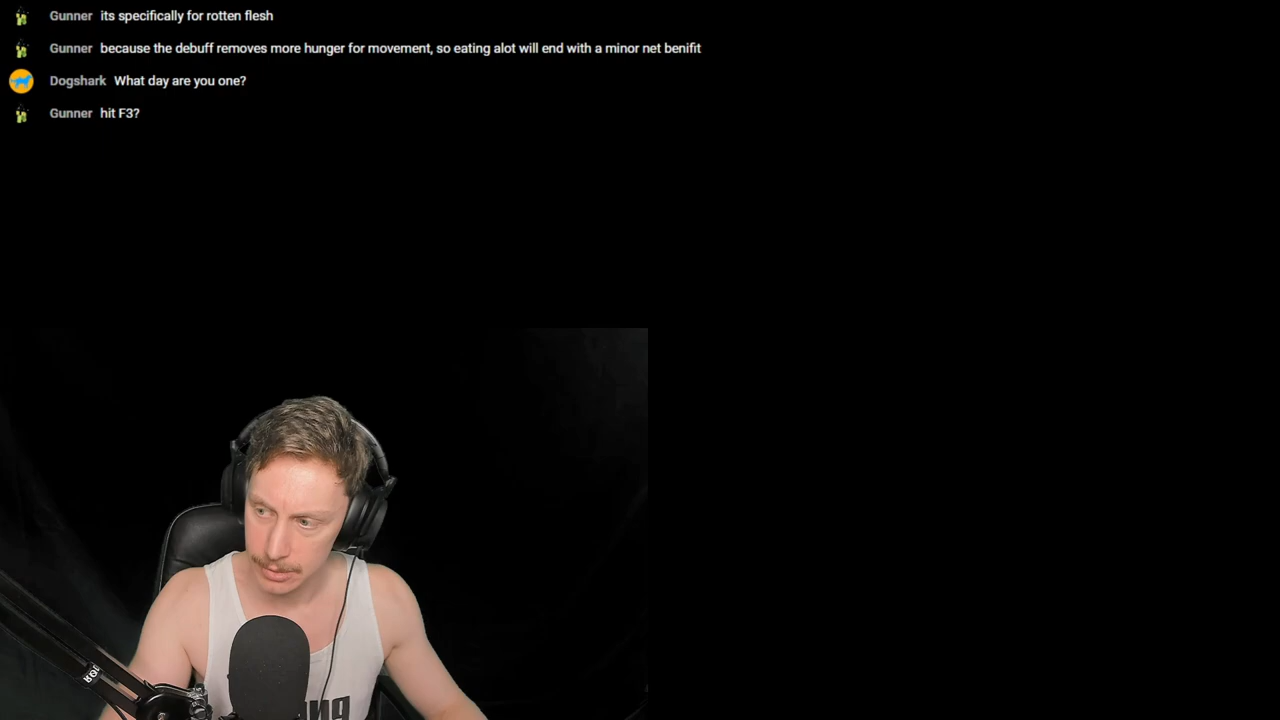 Gunner its specifically for rotten flesh
Gunner because the debuff removes more hunger for movement, so eating alot will end with a minor net benifit
Dogshark What day are you one?
Gunner hit F3?